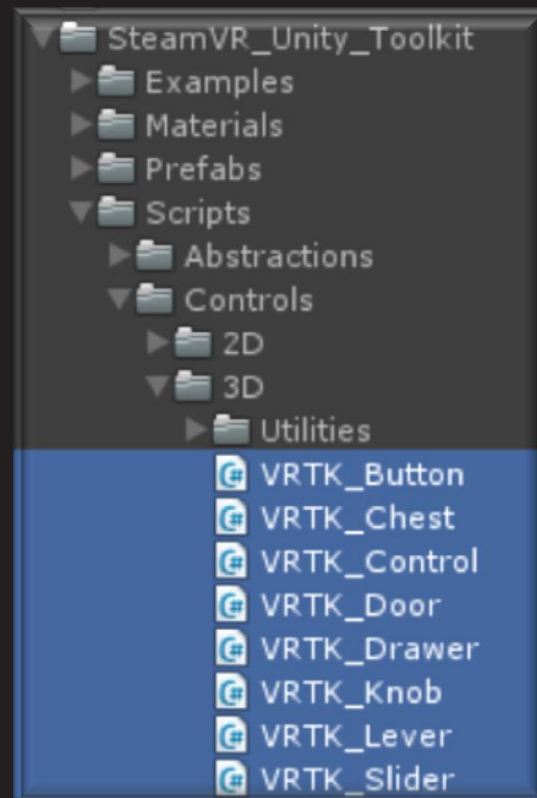 SteamVR_Unity_Toolkit
Examples
Materials
Prefabs
Scripts
Abstractions
Controls
2D
3D
Utilities
VRTK_Button
VRTK_Chest
VRTK_Control
VRTK_Door
VRTK_Drawer
VRTK_Knob
VRTK_Lever
VRTK_Slider